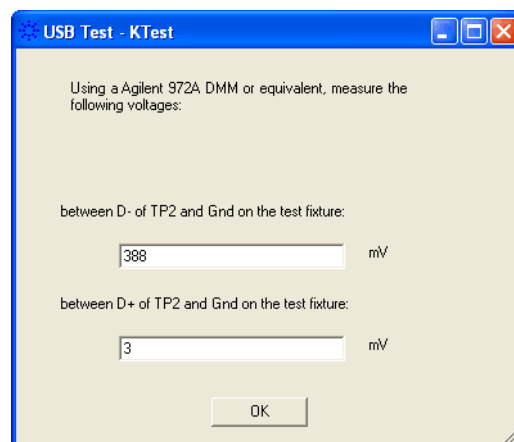 USB Test - KTest
Using a Agilent 972A DMM or equivalent, measure the
following voltages:
between D- of TP2 and Gnd on the test fixture:
388 mV
between D+ of TP2 and Gnd on the test fixture:
3 mV
OK